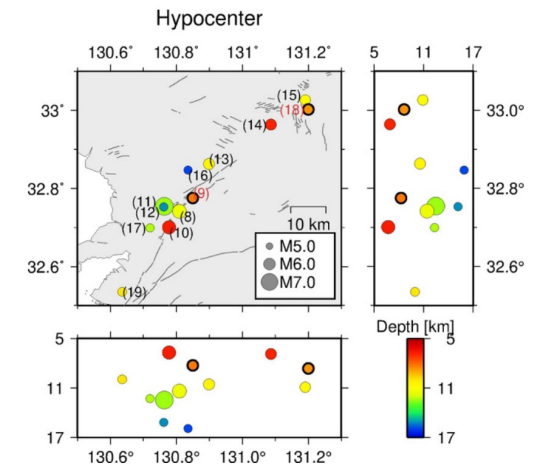 Hypocenter
130.6˚ 130.8˚ 131˚ 131.2˚
5 11 17
33˚
(15)
(18)
(14)
33.0˚
(13)
(16)
32.8˚
(9)
(11)
(12)
(8)
(17)
(10)
10 km
32.8˚
M5.0
M6.0
M7.0
32.6˚
(19)
32.6˚
Depth [km]
5
11
17
5
11
17
130.6˚ 130.8˚ 131.0˚ 131.2˚